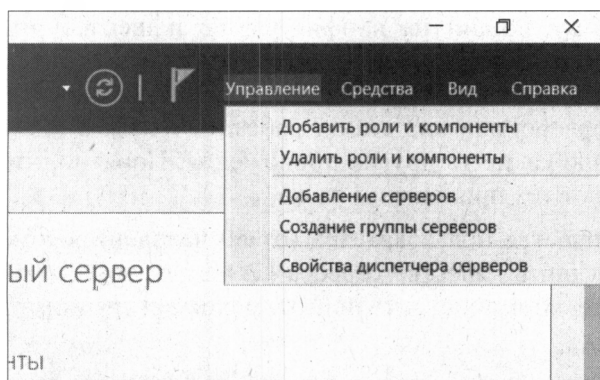 Управление Средства Вид Справка
Добавить роли и компоненты
Удалить роли и компоненты
Добавление серверов
Создание группы серверов
Свойства диспетчера серверов
ый сервер
нты